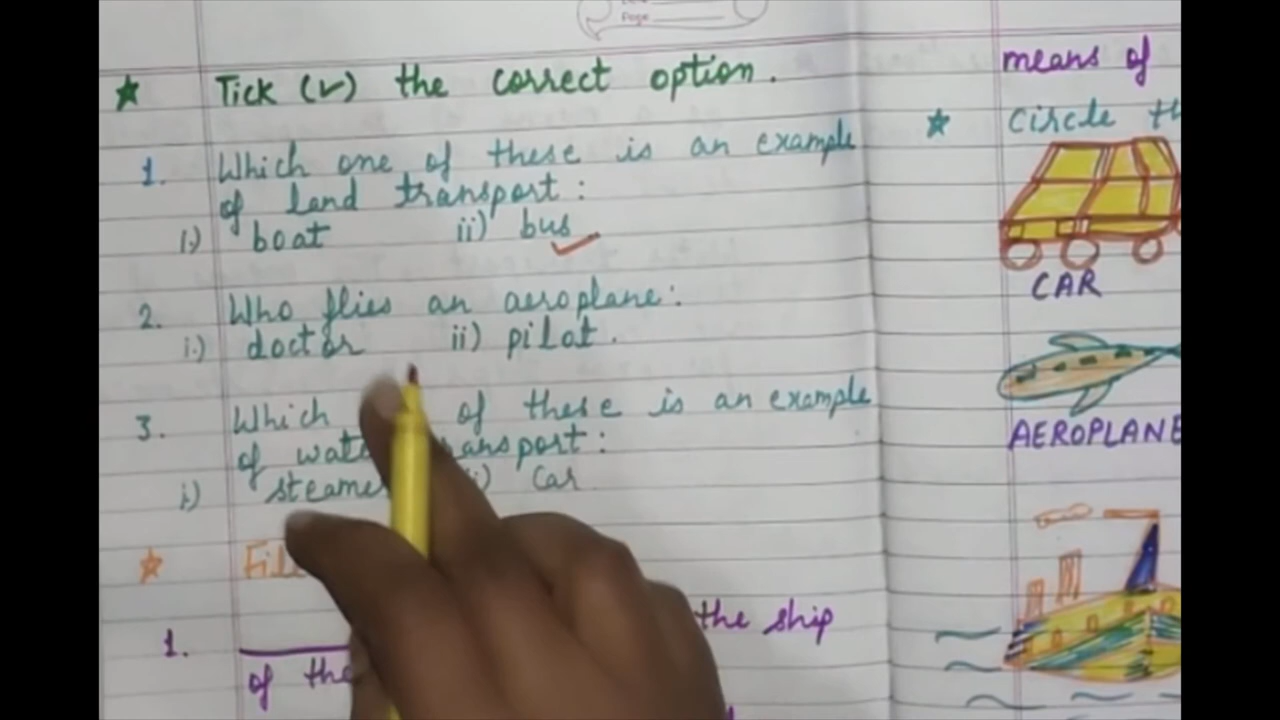 Page
★ Tick (✓) the correct option.
1. Which one of these is an example
of land transport:
i.) boat ii) bus ✓
2. Who flies an aeroplane:
i.) doctor ii) pilot.
3. Which of these is an example
of transport:
i) car
★
1. the ship
of the
means of
★ Circle
CAR
AEROPLANE